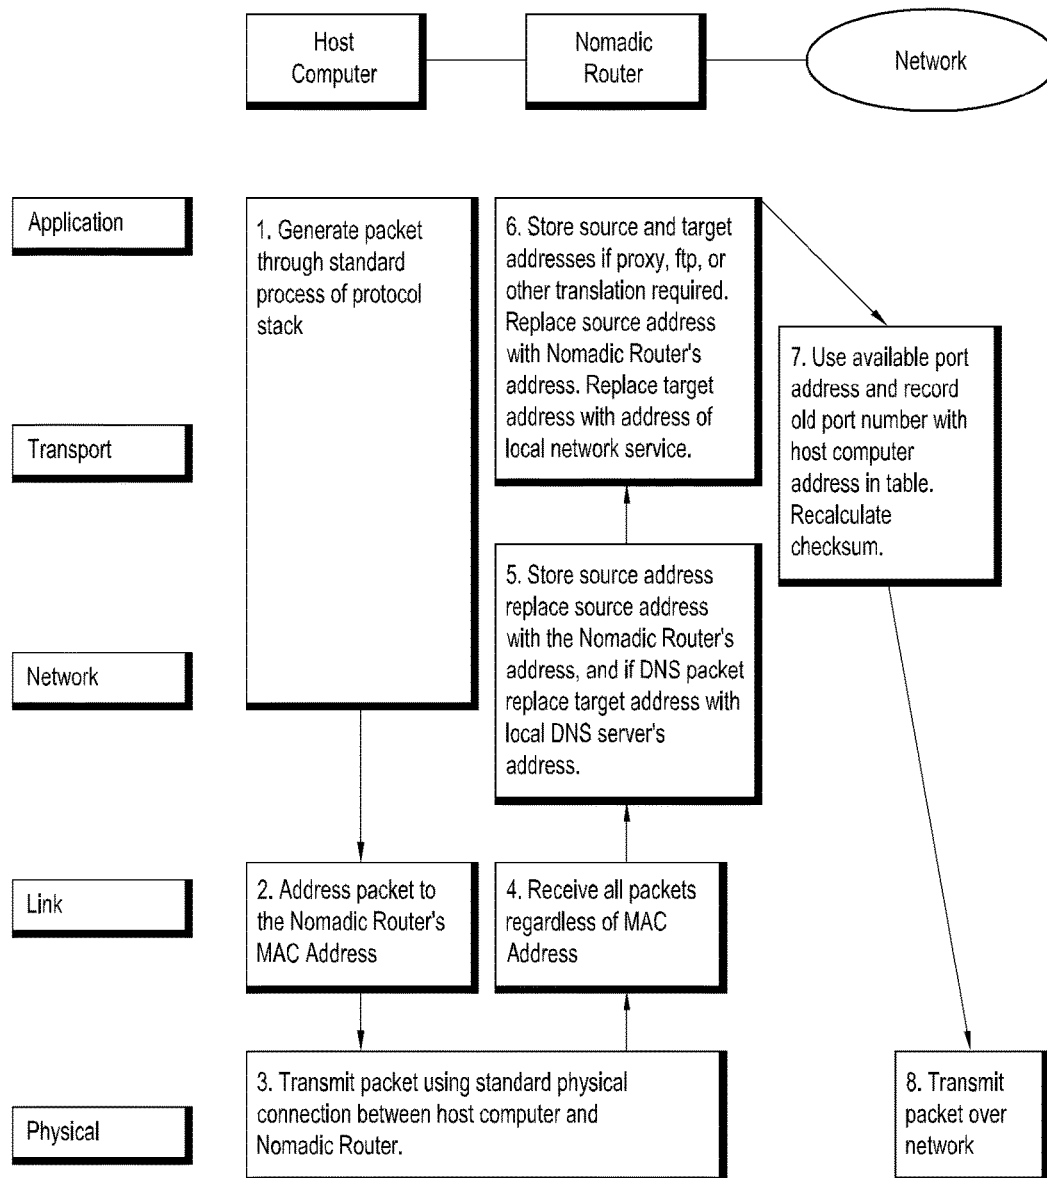 Host
Computer
Nomadic
Router
Network
Application
Transport
Network
Link
Physical
1. Generate packet
through standard
process of protocol
stack
2. Address packet to
the Nomadic Router's
MAC Address
3. Transmit packet using standard physical
connection between host computer and
Nomadic Router.
4. Receive all packets
regardless of MAC
Address
5. Store source address
replace source address
with the Nomadic Router's
address, and if DNS packet
replace target address with
local DNS server's
address.
6. Store source and target
addresses if proxy, ftp, or
other translation required.
Replace source address
with Nomadic Router's
address. Replace target
address with address of
local network service.
7. Use available port
address and record
old port number with
host computer
address in table.
Recalculate
checksum.
8. Transmit
packet over
network